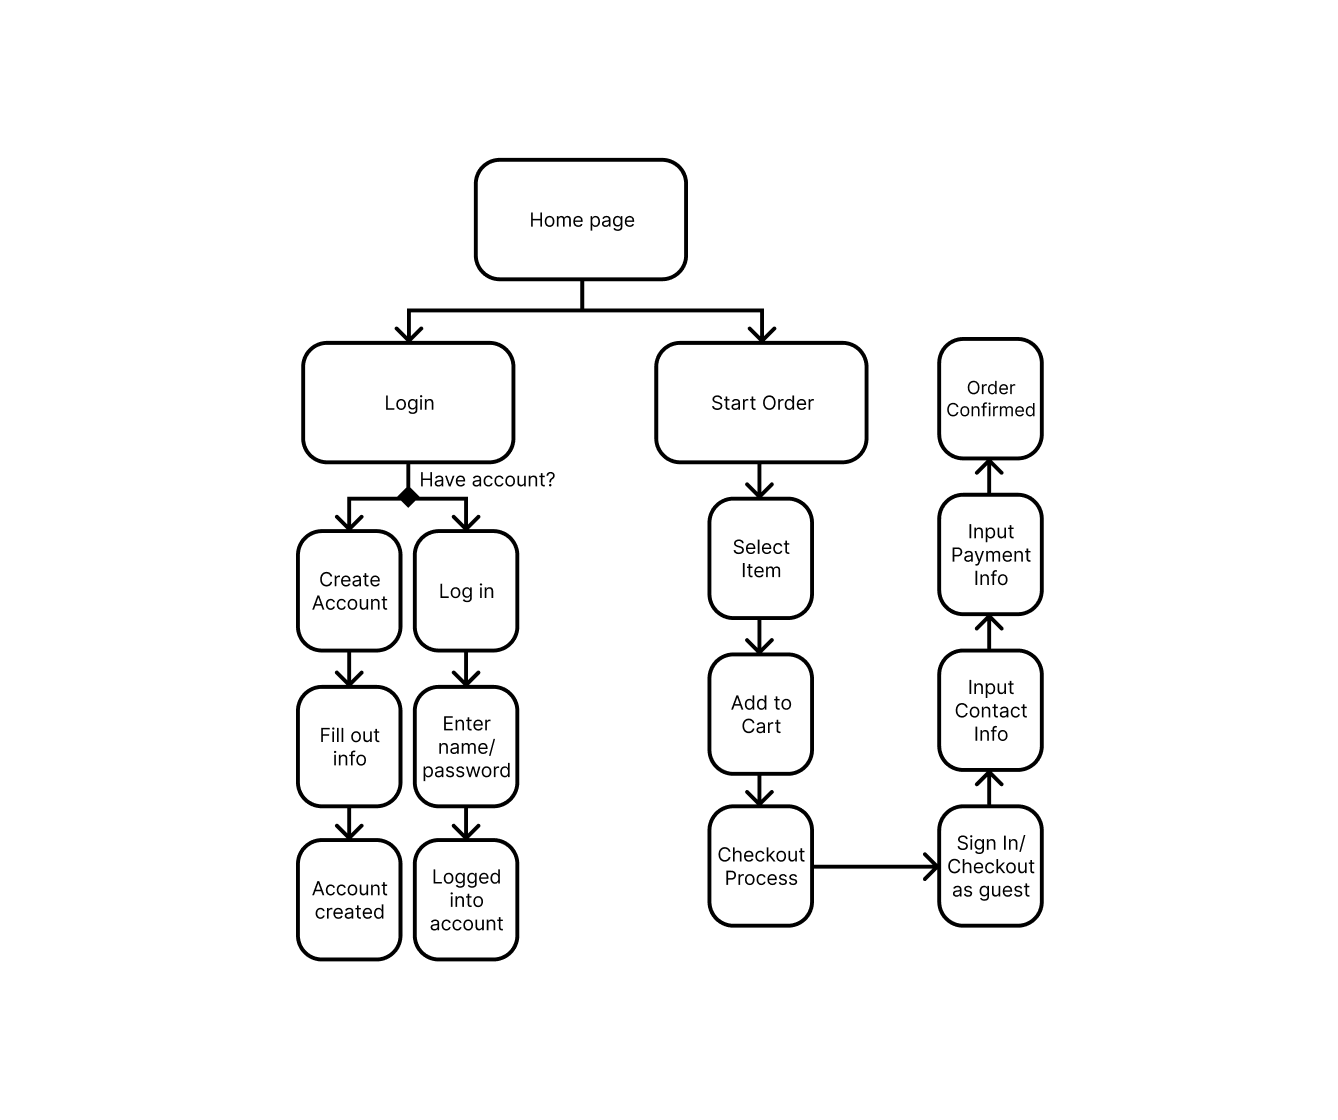 Home page
Login
Start Order
Order
Confirmed
Have account?
Create
Account
Log in
Select
Item
Input
Payment
Info
Fill out
info
Enter
name/
password
Add to
Cart
Input
Contact
Info
Account
created
Logged
into
account
Checkout
Process
Sign In/
Checkout
as guest